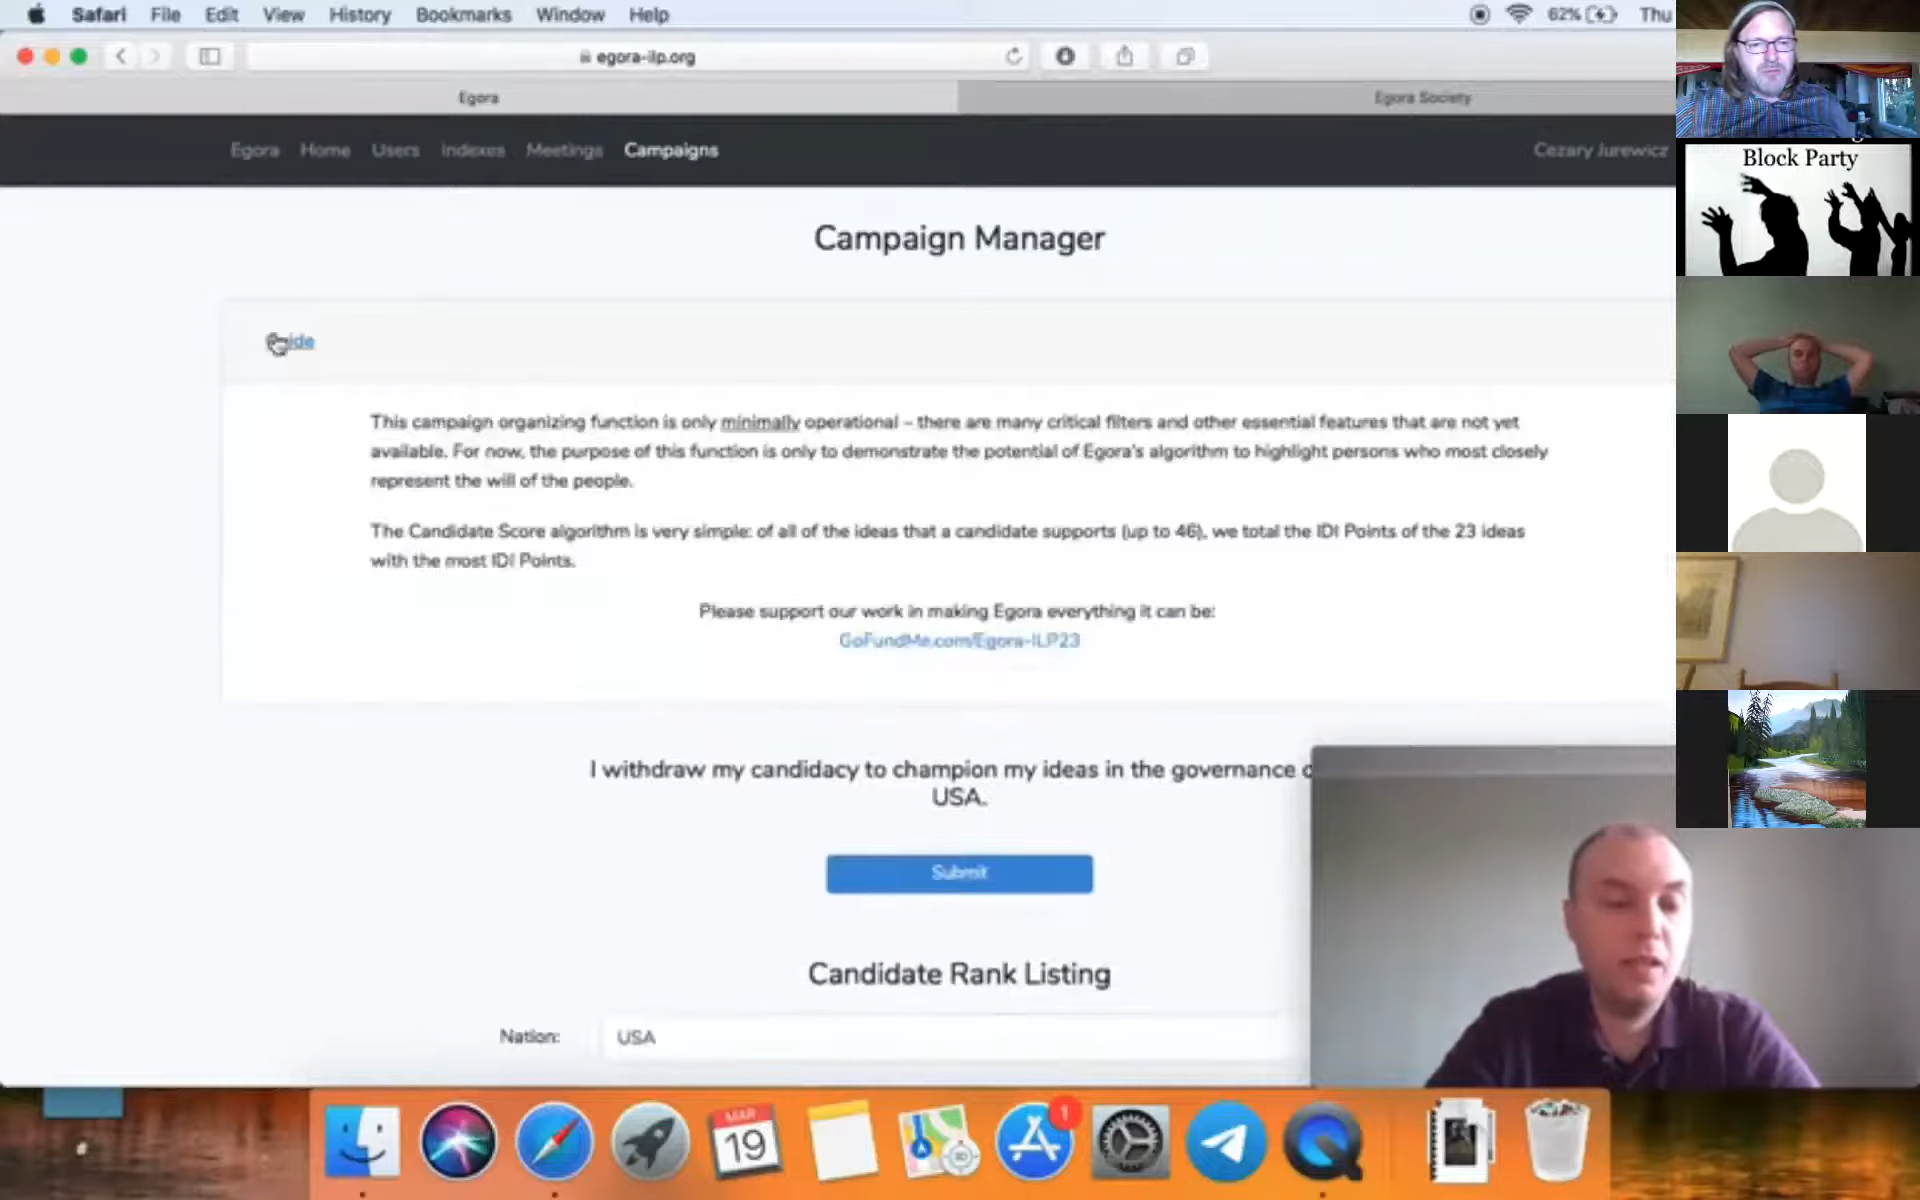 Safari File Edit View History Bookmarks Window Help 62% Thu
egora-ilp.org
Egora Egora Society
Egora Home Users Indexes Meetings Campaigns Cezary Jurewicz
Block Party
Campaign Manager
ide
This campaign organizing function is only minimally operational – there are many critical filters and other essential features that are not yet
available. For now, the purpose of this function is only to demonstrate the potential of Egora's algorithm to highlight persons who most closely
represent the will of the people.
The Candidate Score algorithm is very simple: of all of the ideas that a candidate supports (up to 46), we total the IDI Points of the 23 ideas
with the most IDI Points.
Please support our work in making Egora everything it can be:
GoFundMe.com/Egora-ILP23
I withdraw my candidacy to champion my ideas in the governance
USA.
Submit
Candidate Rank Listing
Nation: USA
MAR
19
1